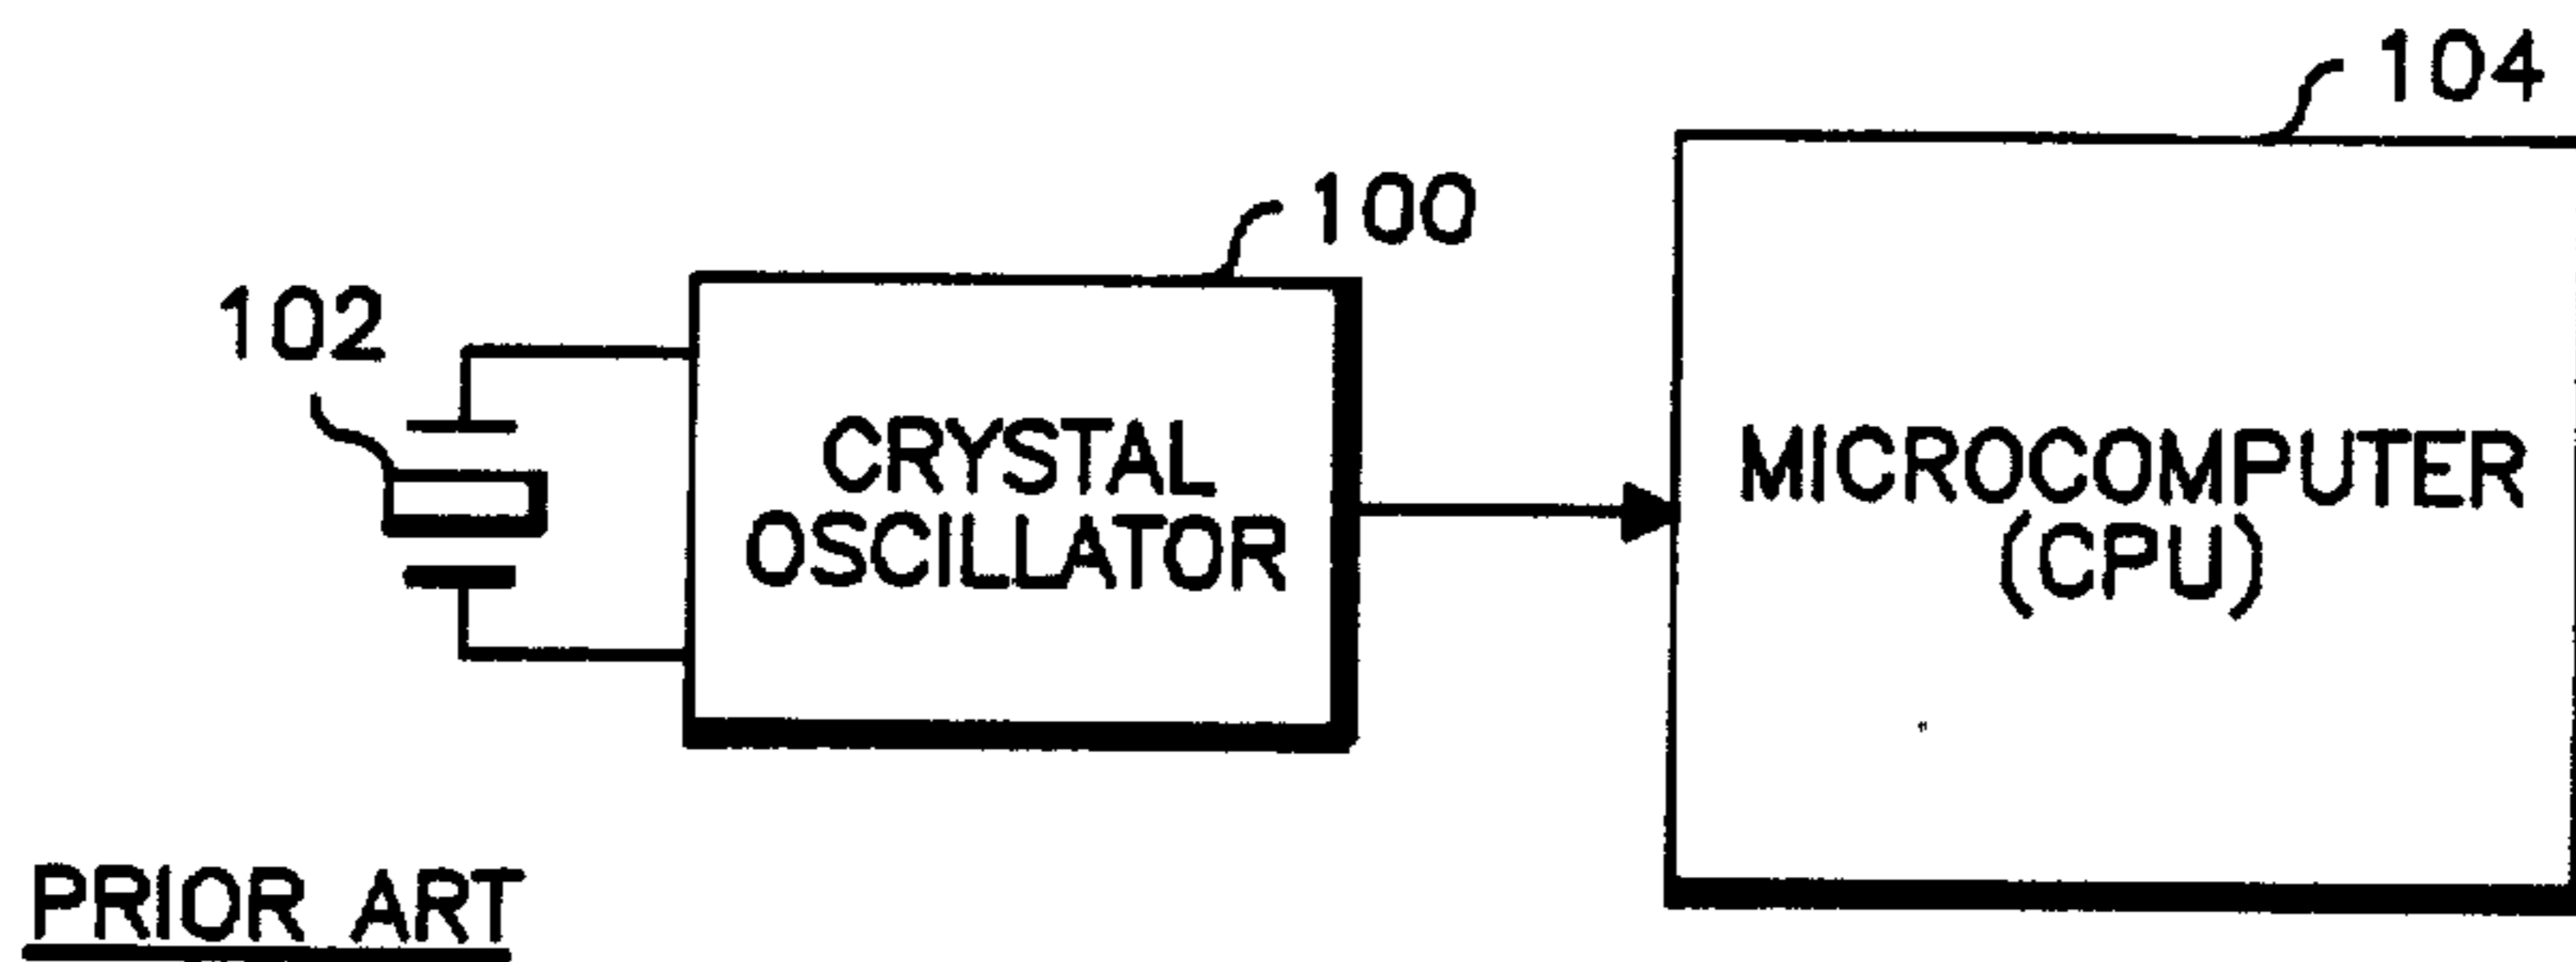 104
100
102
CRYSTAL
OSCILLATOR
MICROCOMPUTER
(CPU)
PRIOR ART